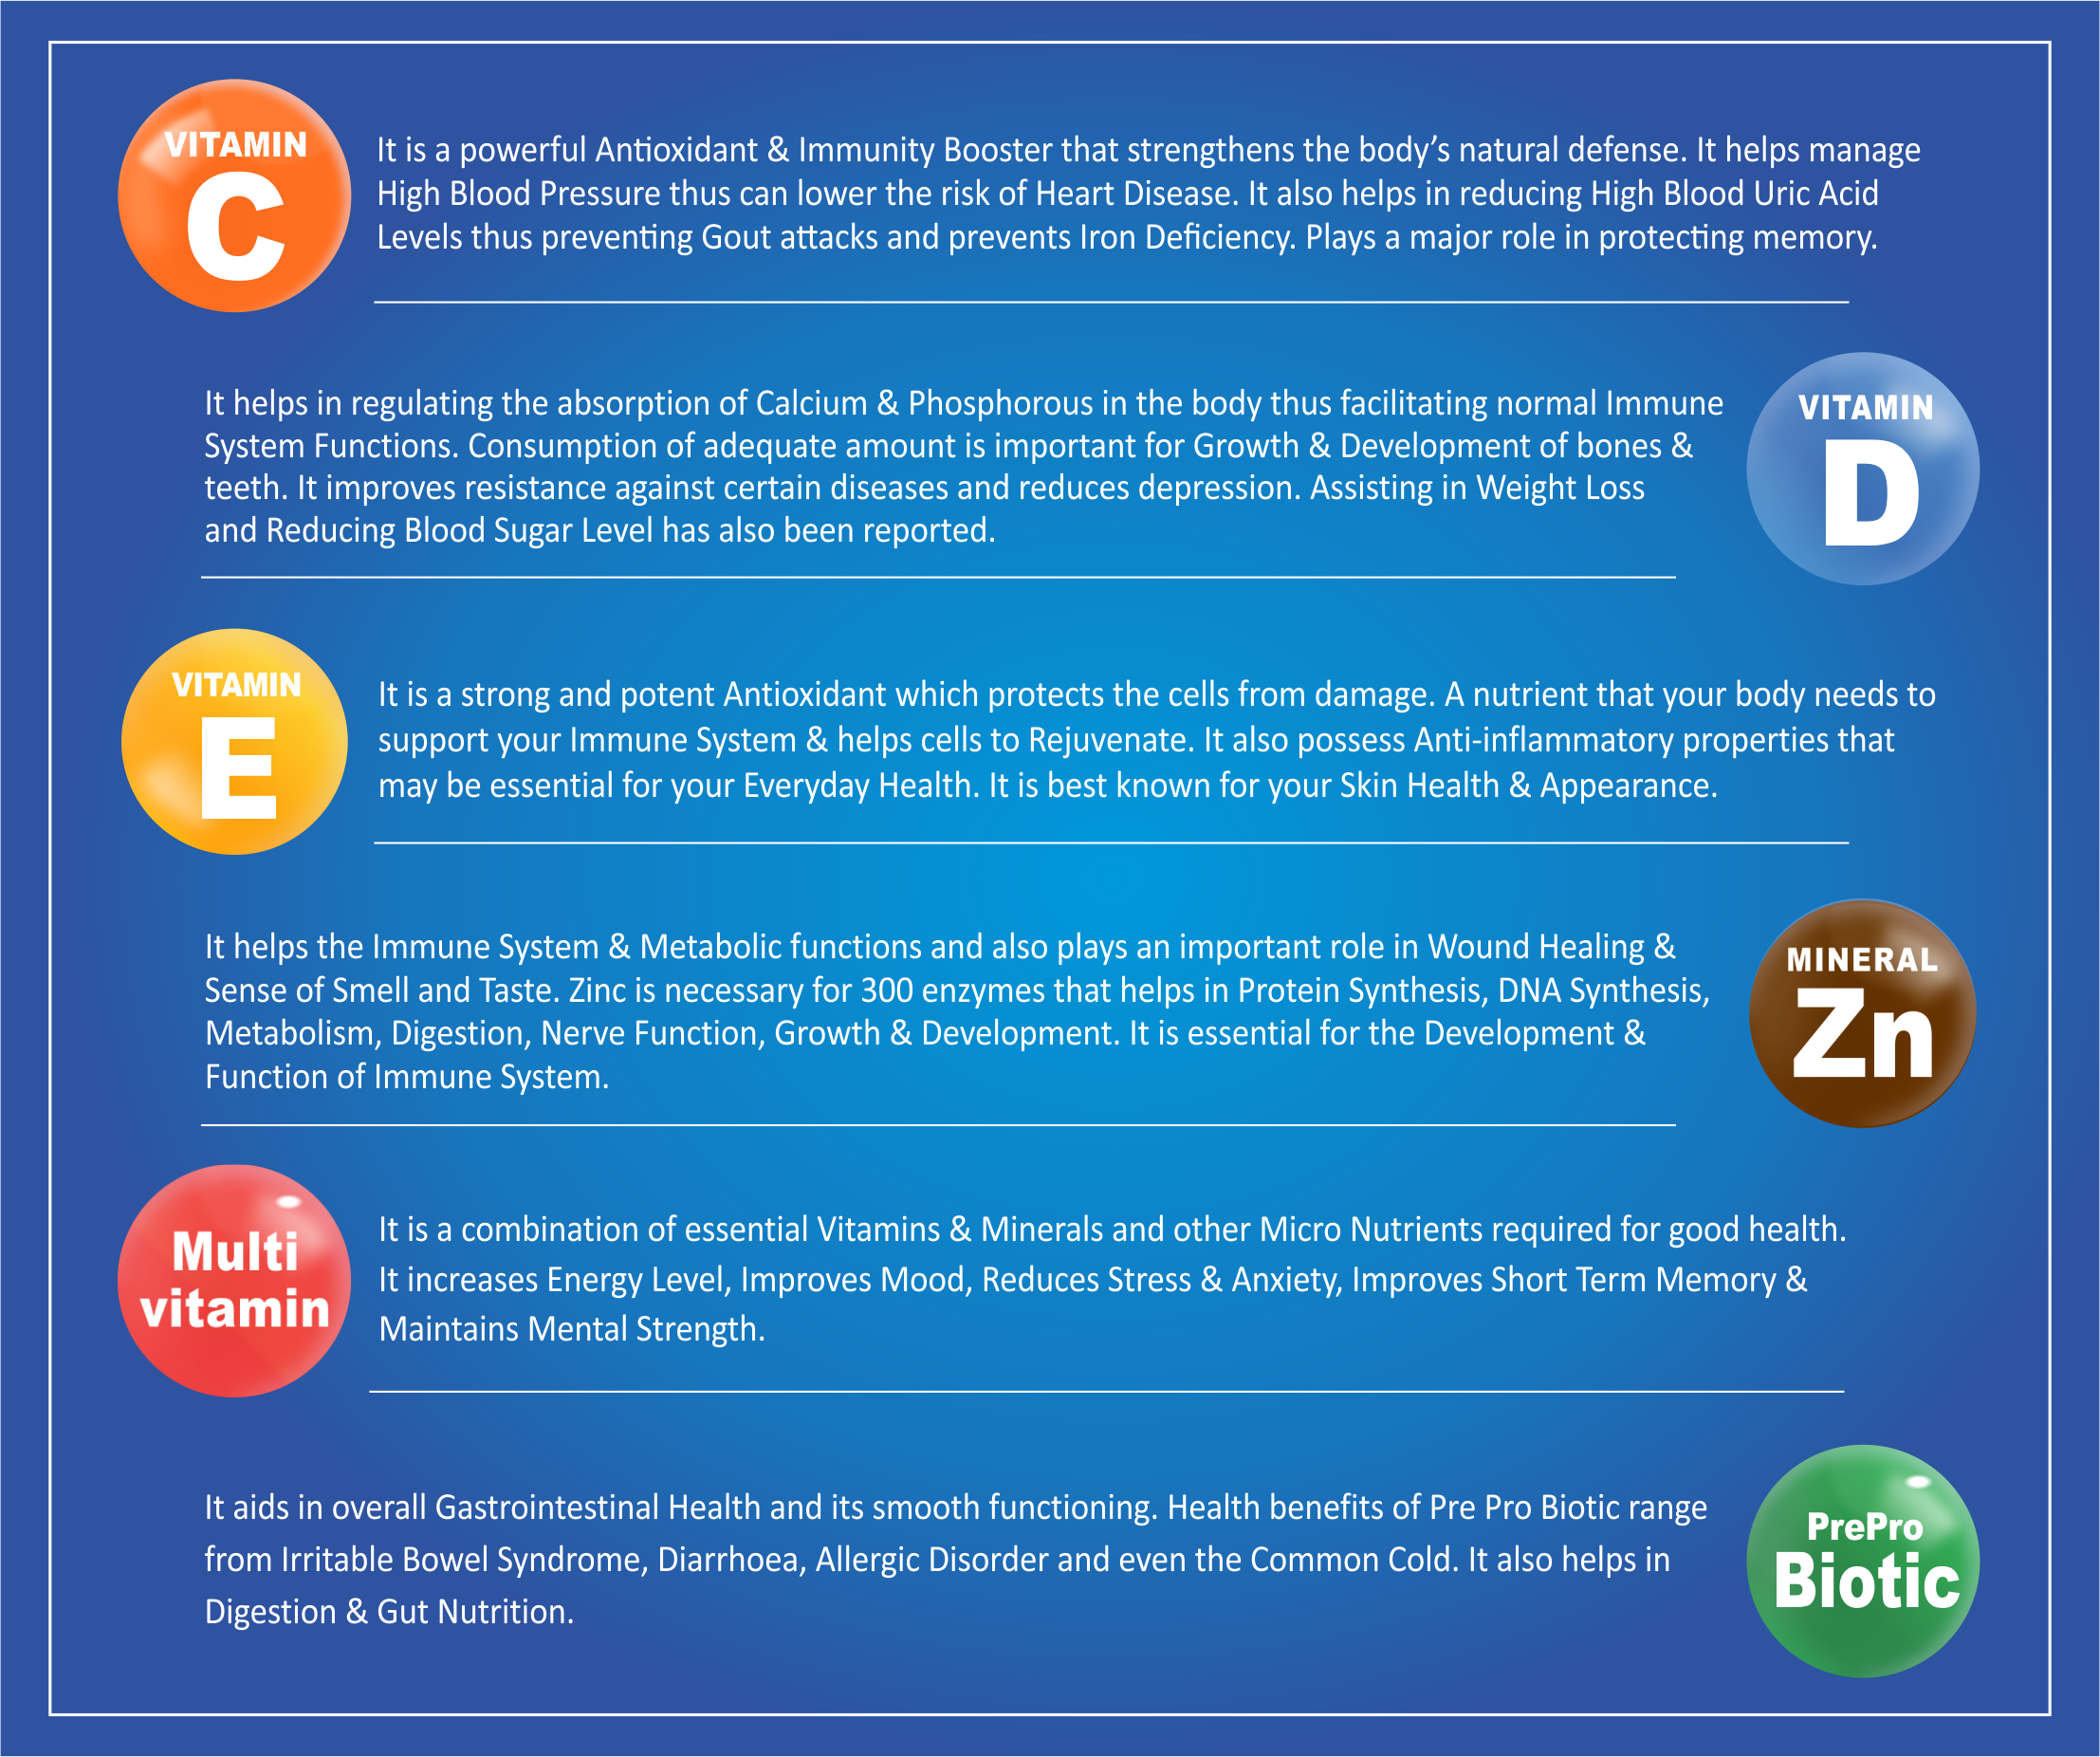 VITAMIN
C
It is a powerful Antioxidant & Immunity Booster that strengthens the body’s natural defense. It helps manage
High Blood Pressure thus can lower the risk of Heart Disease. It also helps in reducing High Blood Uric Acid
Levels thus preventing Gout attacks and prevents Iron Deficiency. Plays a major role in protecting memory.
It helps in regulating the absorption of Calcium & Phosphorous in the body thus facilitating normal Immune
System Functions. Consumption of adequate amount is important for Growth & Development of bones &
teeth. It improves resistance against certain diseases and reduces depression. Assisting in Weight Loss
and Reducing Blood Sugar Level has also been reported.
VITAMIN
D
VITAMIN
E
It is a strong and potent Antioxidant which protects the cells from damage. A nutrient that your body needs to
support your Immune System & helps cells to Rejuvenate. It also possess Anti-inflammatory properties that
may be essential for your Everyday Health. It is best known for your Skin Health & Appearance.
It helps the Immune System & Metabolic functions and also plays an important role in Wound Healing &
Sense of Smell and Taste. Zinc is necessary for 300 enzymes that helps in Protein Synthesis, DNA Synthesis,
Metabolism, Digestion, Nerve Function, Growth & Development. It is essential for the Development &
Function of Immune System.
MINERAL
Zn
Multi
vitamin
It is a combination of essential Vitamins & Minerals and other Micro Nutrients required for good health.
It increases Energy Level, Improves Mood, Reduces Stress & Anxiety, Improves Short Term Memory &
Maintains Mental Strength.
It aids in overall Gastrointestinal Health and its smooth functioning. Health benefits of Pre Pro Biotic range
from Irritable Bowel Syndrome, Diarrhoea, Allergic Disorder and even the Common Cold. It also helps in
Digestion & Gut Nutrition.
PrePro
Biotic